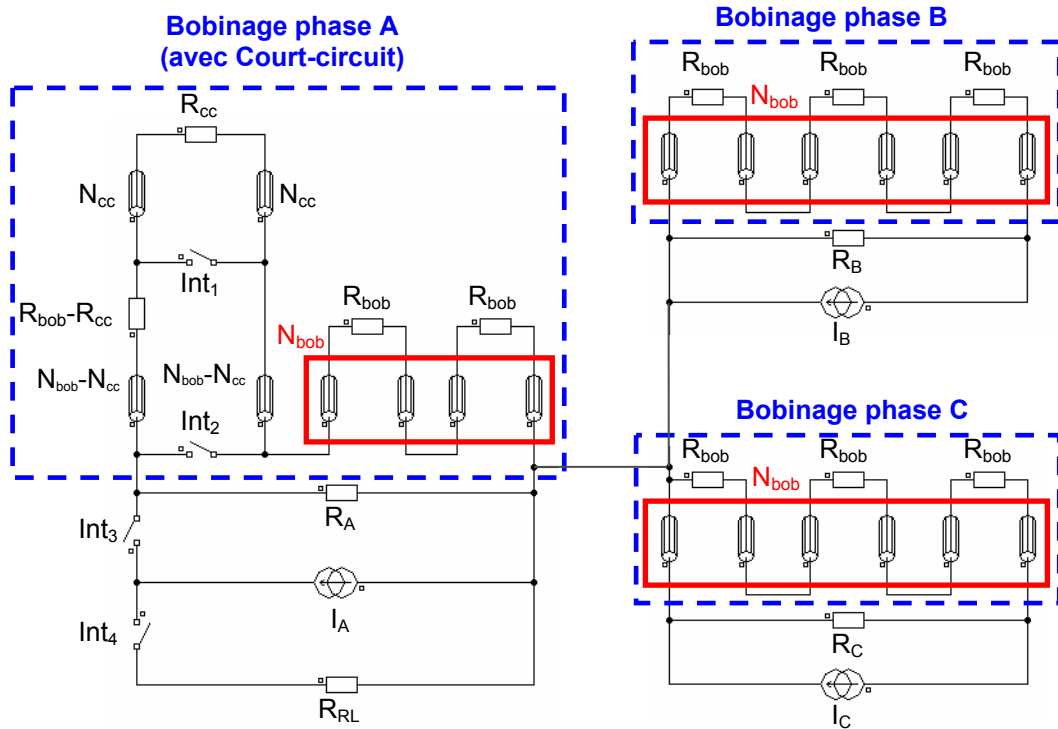 Bobinage phase A
(avec Court-circuit)
Rcc
Ncc
Ncc
Int1
Rbob-Rcc
Rbob
Rbob
Nbob
Nbob-Ncc
Nbob-Ncc
Int2
RA
Int3
IA
Int4
RRL
Bobinage phase B
Rbob
Rbob
Rbob
Nbob
RB
IB
Bobinage phase C
Rbob
Rbob
Rbob
Nbob
RC
IC